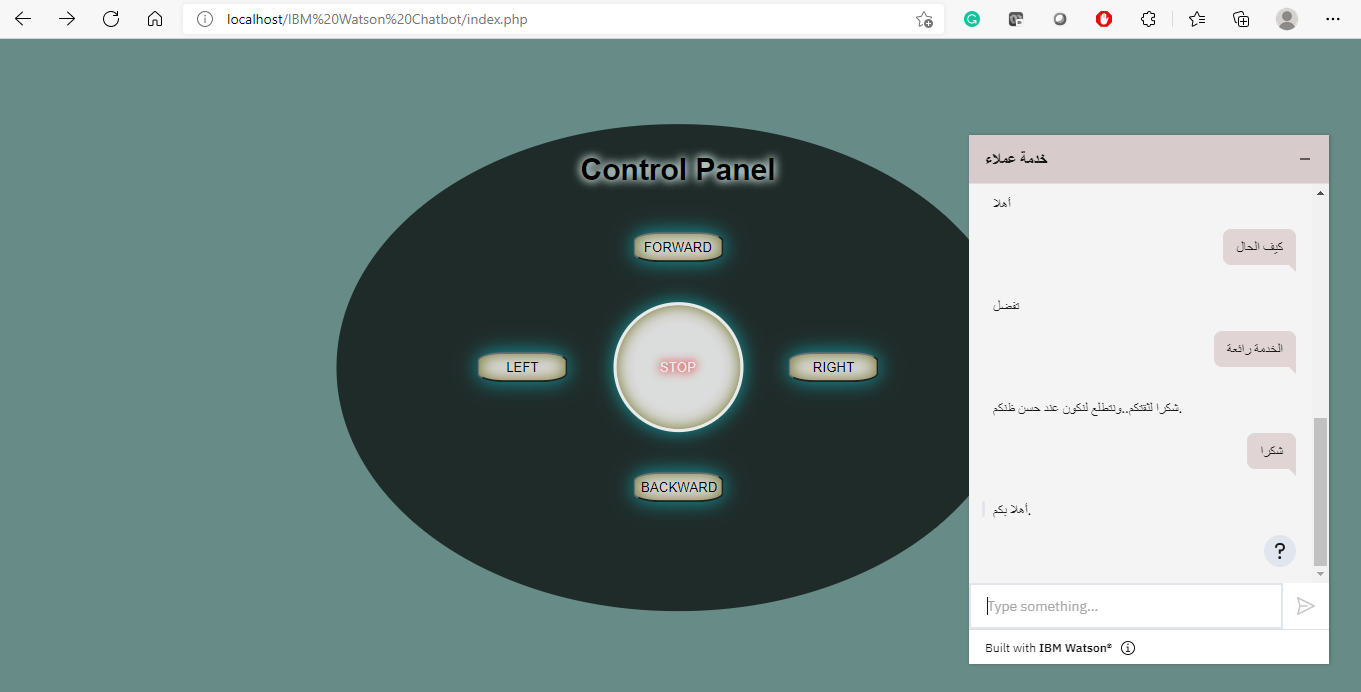 localhost/IBM%20Watson%20Chatbot/index.php
Control Panel
FORWARD
LEFT
STOP
RIGHT
BACKWARD
خدمة عملاء
أهلا
كيف الحال
تفضل
الخدمة رائعة
شكرا لثقتكم..ونتطلع لنكون عند حسن ظنكم.
شكرا
أهلا بكم.
?
Type something...
Built with IBM Watson®